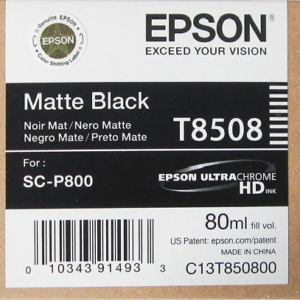 Genuine
EPSON
Color Shifting Label
EPSON
EXCEED YOUR VISION
Matte Black
Noir Mat/Nero Matte
Negro Mate/Preto Mate
T8508
For :
SC-P800
EPSON ULTRACHROME
HD INK
80ml fill vol.
US Patent: epson.com/patent
MADE IN CHINA
0 10343 91493 3
C13T850800